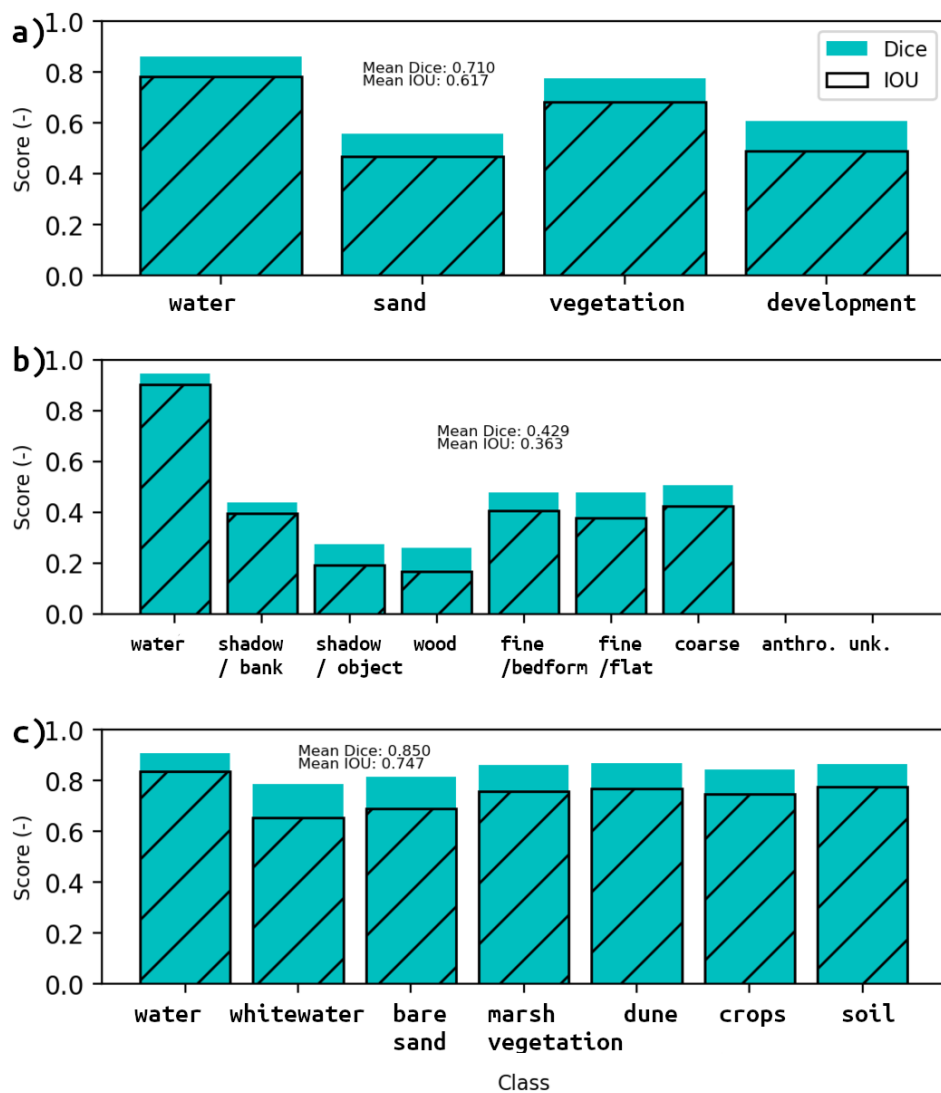 a)
1.0
0.8
0.6
0.4
0.2
0.0
Score (-)
Mean Dice: 0.710
Mean IOU: 0.617
Dice
IOU
water sand vegetation development
b)
1.0
0.8
0.6
0.4
0.2
0.0
Score (-)
Mean Dice: 0.429
Mean IOU: 0.363
water shadow shadow wood fine fine coarse anthro. unk.
/ bank / object /bedform /flat
c)
1.0
0.8
0.6
0.4
0.2
0.0
Score (-)
Mean Dice: 0.850
Mean IOU: 0.747
water whitewater bare marsh dune crops soil
sand vegetation
Class